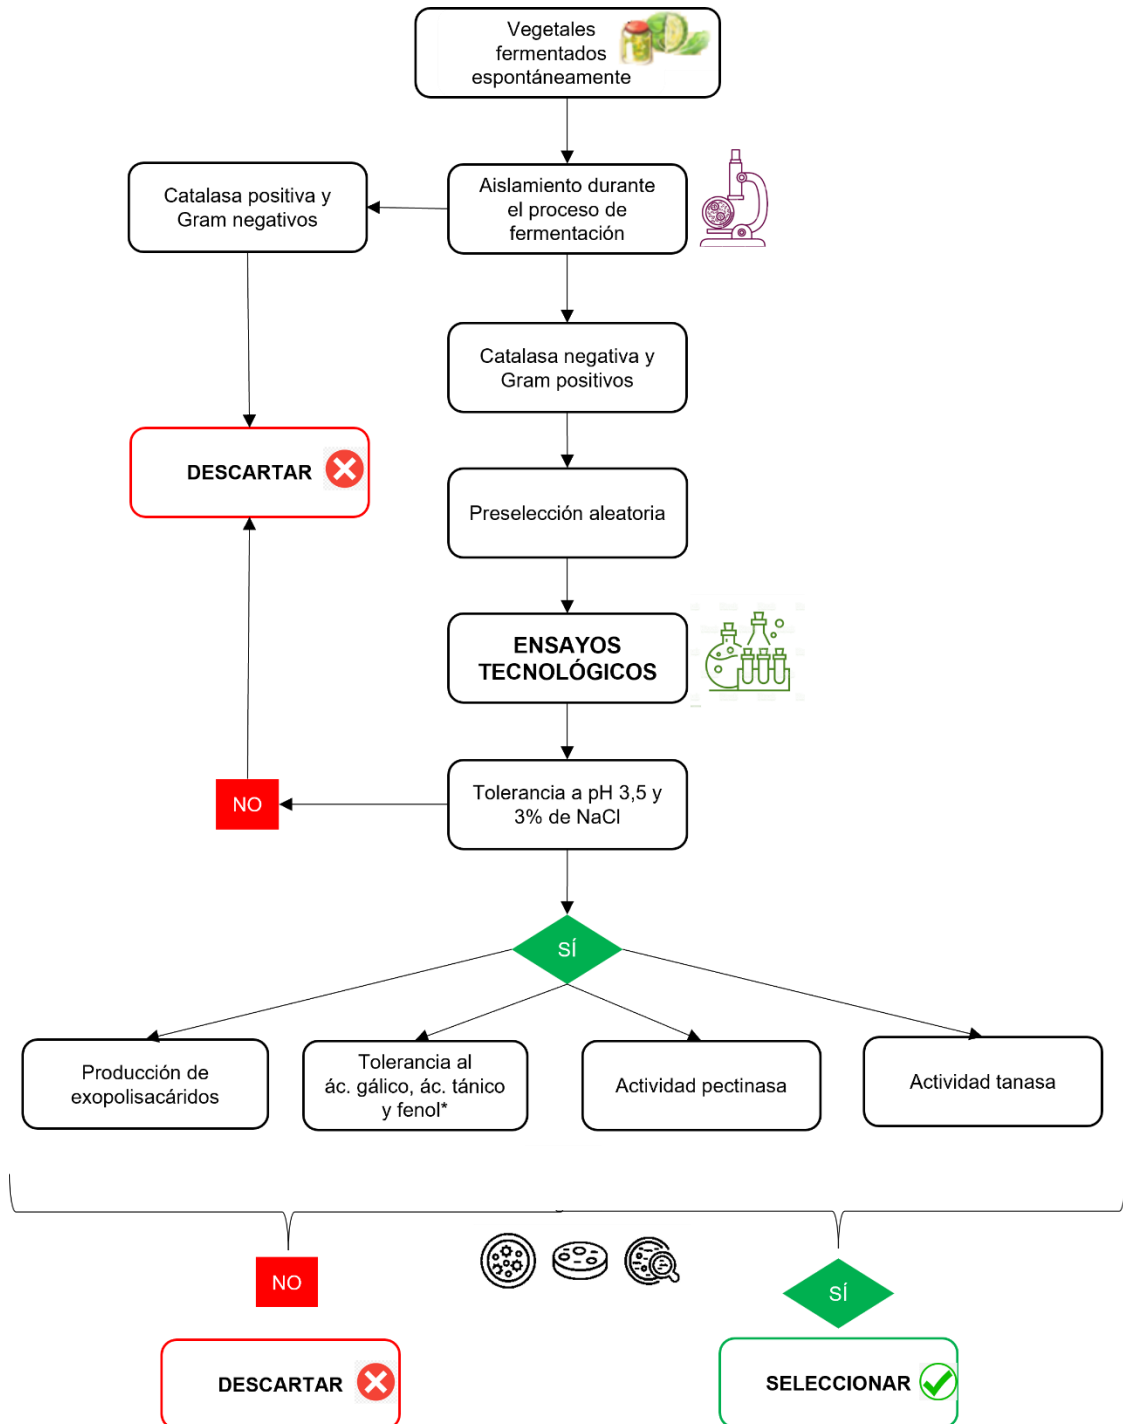 Vegetales
fermentados
espontáneamente
Catalasa positiva y
Gram negativos
Aislamiento durante
el proceso de
fermentación
Catalasa negativa y
Gram positivos
DESCARTAR
Preselección aleatoria
ENSAYOS
TECNOLÓGICOS
NO
Tolerancia a pH 3,5 y
3% de NaCl
SÍ
Producción de
exopolisacáridos
Tolerancia al
ác. gálico, ác. tánico
y fenol*
Actividad pectinasa
Actividad tanasa
NO
SÍ
DESCARTAR
SELECCIONAR